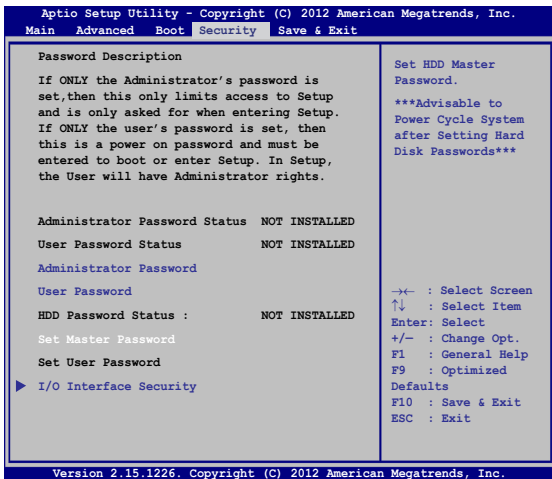 Aptio Setup Utility - Copyright (C) 2012 American Megatrends, Inc.
Main Advanced Boot Security Save & Exit
Password Description
If ONLY the Administrator's password is
set,then this only limits access to Setup
and is only asked for when entering Setup.
If ONLY the user's password is set, then
this is a power on password and must be
entered to boot or enter Setup. In Setup,
the User will have Administrator rights.
Administrator Password Status NOT INSTALLED
User Password Status NOT INSTALLED
Administrator Password
User Password
HDD Password Status : NOT INSTALLED
Set Master Password
Set User Password
I/O Interface Security
Set HDD Master
Password.
***Advisable to
Power Cycle System
after Setting Hard
Disk Passwords***
→← : Select Screen
↑↓ : Select Item
Enter: Select
+/— : Change Opt.
F1 : General Help
F9 : Optimized
Defaults
F10 : Save & Exit
ESC : Exit
Version 2.15.1226. Copyright (C) 2012 American Megatrends, Inc.